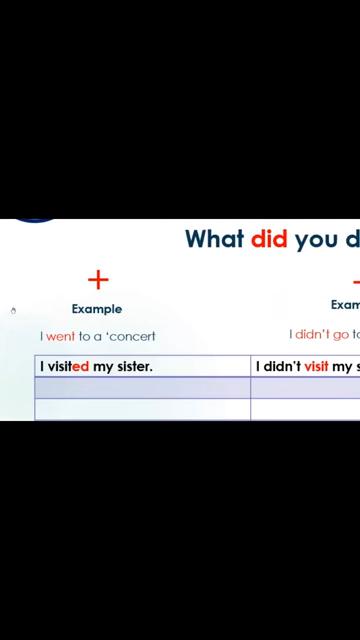 What did you d
+
Example
Exam
I went to a ‘concert
I didn't go to
I visited my sister.
I didn't visit my s